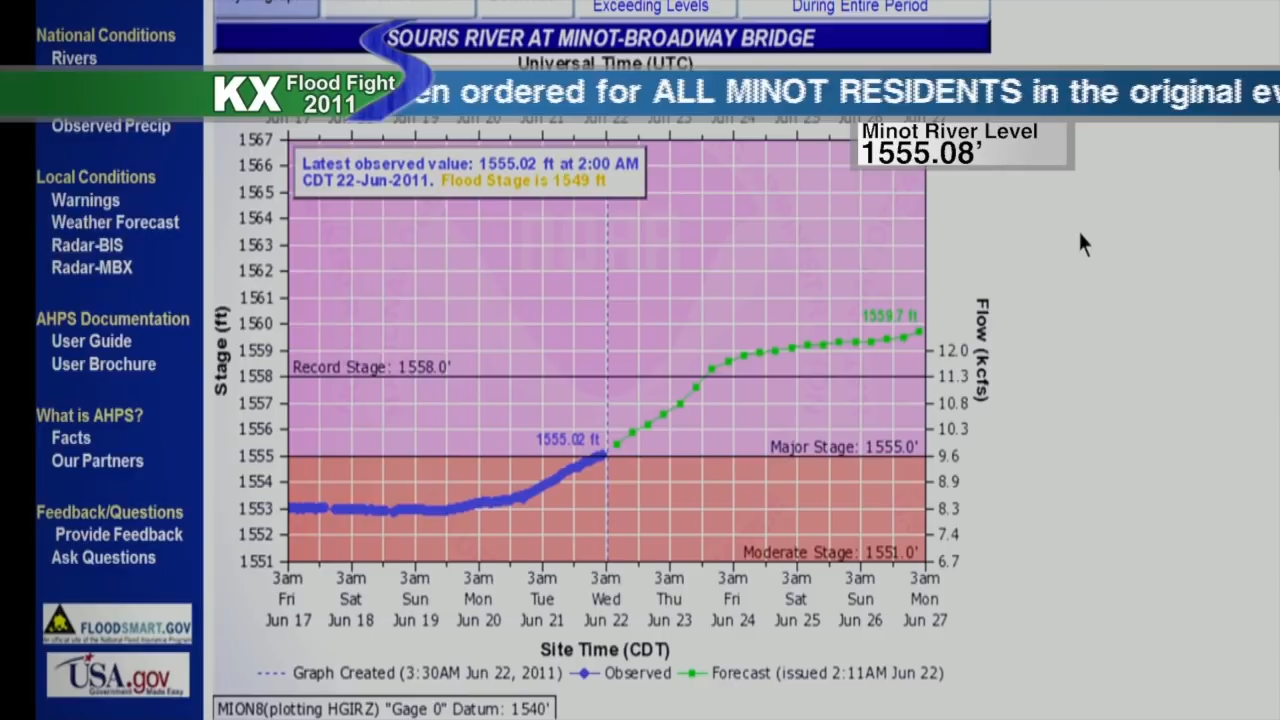 Exceeding Levels
During Entire Period
National Conditions
Rivers
SOURIS RIVER AT MINOT-BROADWAY BRIDGE
Universal Time (UTC)
KX Flood Fight 2011
en ordered for ALL MINOT RESIDENTS in the original ev
Observed Precip
Minot River Level
1555.08'
Latest observed value: 1555.02 ft at 2:00 AM
CDT 22-Jun-2011. Flood Stage is 1549 ft
Local Conditions
Warnings
Weather Forecast
Radar-BIS
Radar-MBX
AHPS Documentation
User Guide
User Brochure
What is AHPS?
Facts
Our Partners
Feedback/Questions
Provide Feedback
Ask Questions
FLOODSMART.GOV
USA.gov
Government Made Easy
Stage (ft)
1567
1566
1565
1564
1563
1562
1561
1560
1559
1558
1557
1556
1555
1554
1553
1552
1551
1559.7 ft
Record Stage: 1558.0'
1555.02 ft
Major Stage: 1555.0'
Moderate Stage: 1551.0'
Flow (kcfs)
12.0
11.3
10.8
10.3
9.6
8.9
8.3
7.4
6.7
3am 3am 3am 3am 3am 3am 3am 3am 3am 3am 3am
Fri Sat Sun Mon Tue Wed Thu Fri Sat Sun Mon
Jun 17 Jun 18 Jun 19 Jun 20 Jun 21 Jun 22 Jun 23 Jun 24 Jun 25 Jun 26 Jun 27
Site Time (CDT)
Graph Created (3:30AM Jun 22, 2011) Observed Forecast (issued 2:11AM Jun 22)
MION8(plotting HGIRZ) "Gage 0" Datum: 1540'